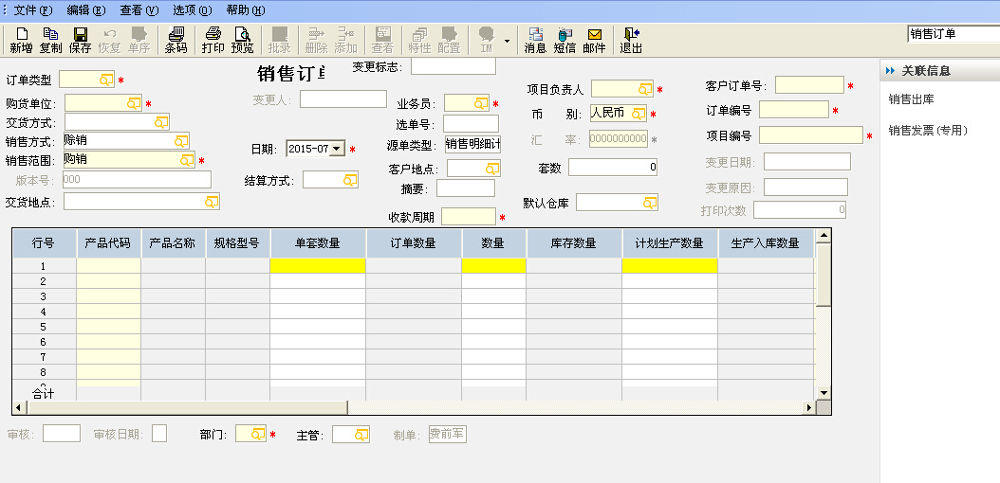 文件(F) 编辑(E) 查看(V) 选项(O) 帮助(H)
新增 复制 保存 恢复 单序 条码 打印 预览 批录 删除 添加 查看 特性 配置 IM 消息 短信 邮件 退出
销售订单
关联信息
销售出库
销售发票(专用)
销售订单
变更标志:
订单类型 *
项目负责人 *
客户订单号: *
购货单位: *
变更人:
业务员: *
币 别: 人民币 *
订单编号 *
交货方式:
选单号:
销售方式: 赊销
日期: 2015-07 *
源单类型: 销售明细计
汇 率: 0000000000 *
项目编号 *
销售范围: 购销 *
客户地点:
套数 0
变更日期:
版本号: 000
结算方式:
摘要:
变更原因:
交货地点:
收款周期 *
默认仓库
打印次数 0
行号 产品代码 产品名称 规格型号 单套数量 订单数量 数量 库存数量 计划生产数量 生产入库数量
1
2
3
4
5
6
7
8
合计
审核: 审核日期: 部门: * 主管: 制单: 费前军